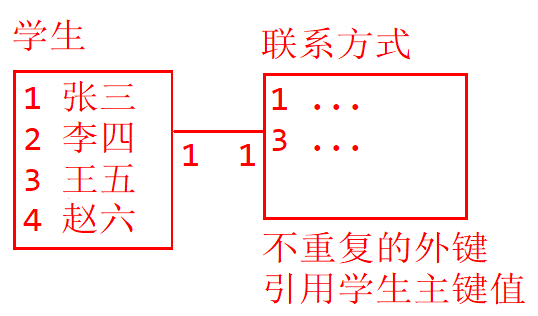 学生
1 张三
2 李四
3 王五
4 赵六
1 1
联系方式
1 ...
3 ...
不重复的外键
引用学生主键值